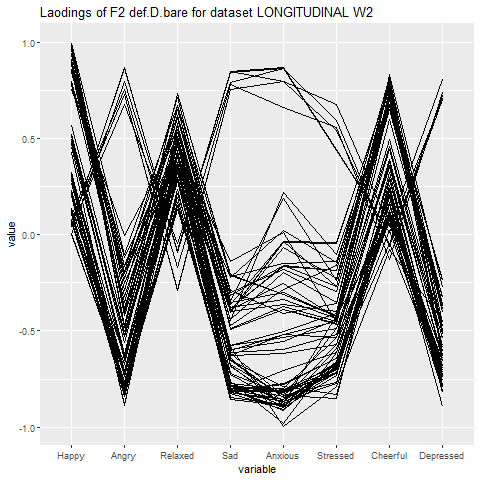 Laodings of F2 def.D.bare for dataset LONGITUDINAL W2
1.0
0.5
0.0
-0.5
-1.0
value
Happy Angry Relaxed Sad Anxious Stressed Cheerful Depressed
variable